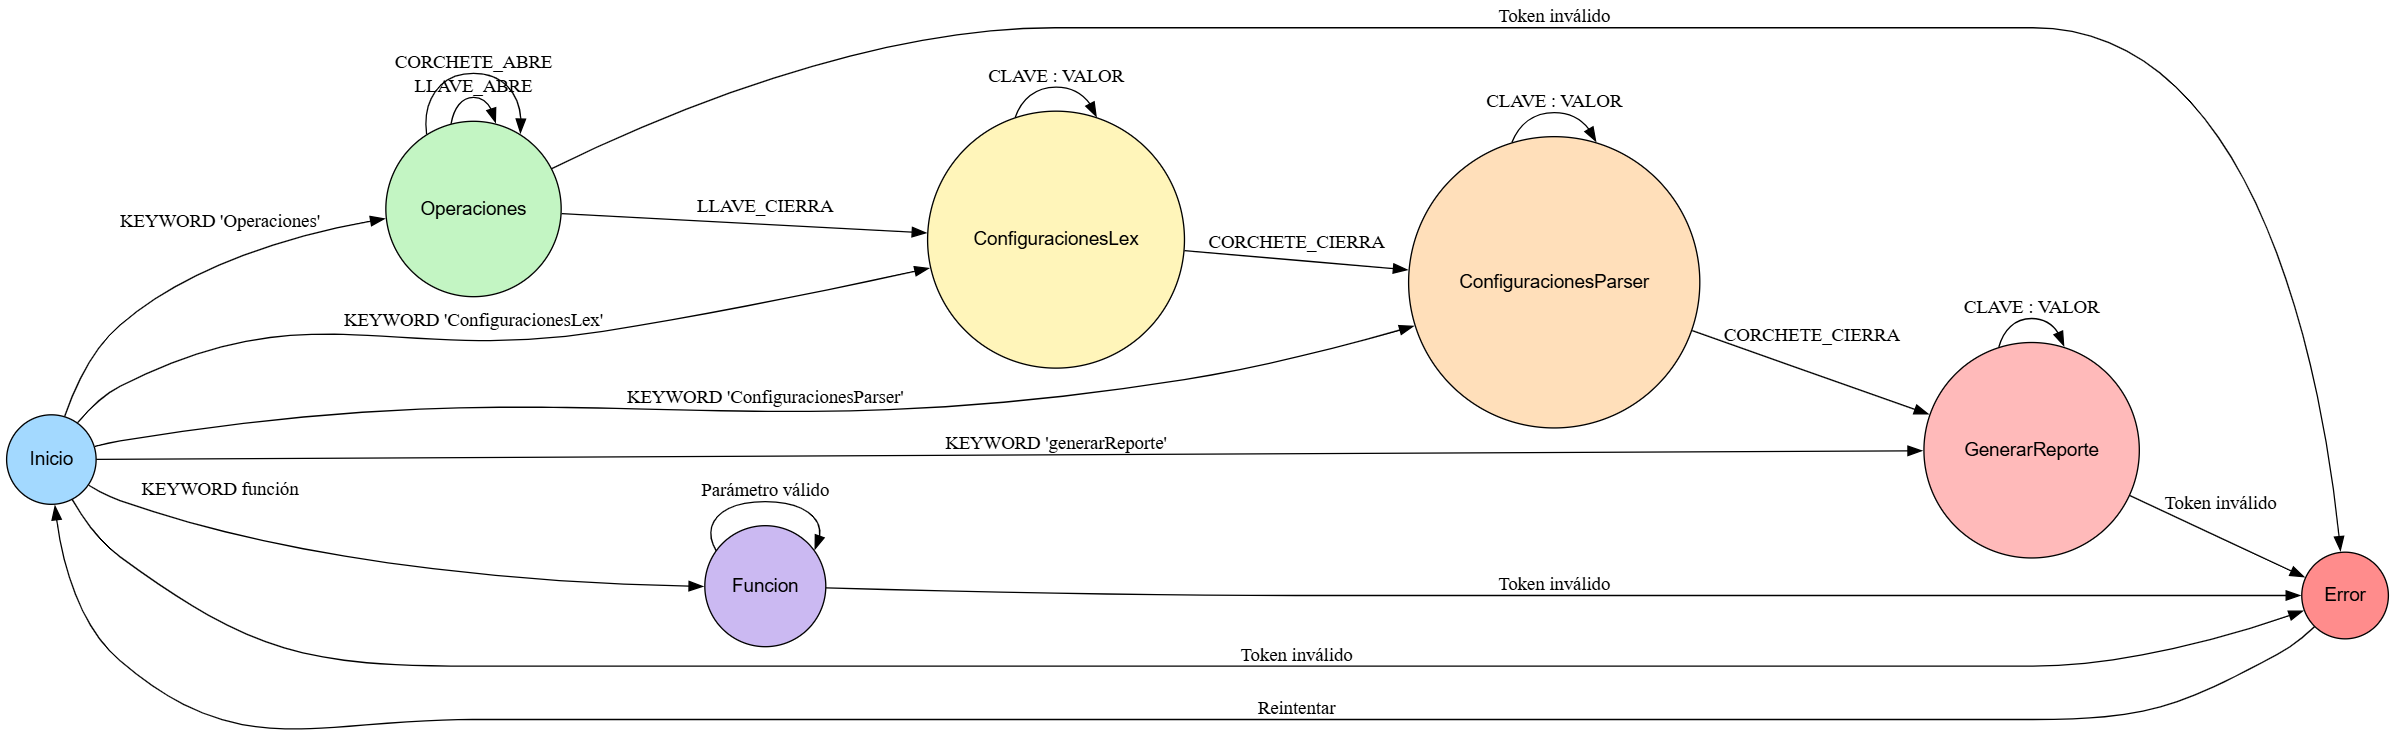 Token inválido
CORCHETE_ABRE
LLAVE_ABRE
CLAVE : VALOR
CLAVE : VALOR
Operaciones
LLAVE_CIERRA
KEYWORD 'Operaciones'
ConfiguracionesLex
CORCHETE_CIERRA
ConfiguracionesParser
CLAVE : VALOR
KEYWORD 'ConfiguracionesLex'
CORCHETE_CIERRA
KEYWORD 'ConfiguracionesParser'
KEYWORD 'generarReporte'
GenerarReporte
Inicio
KEYWORD función
Parámetro válido
Token inválido
Funcion
Token inválido
Error
Token inválido
Reintentar